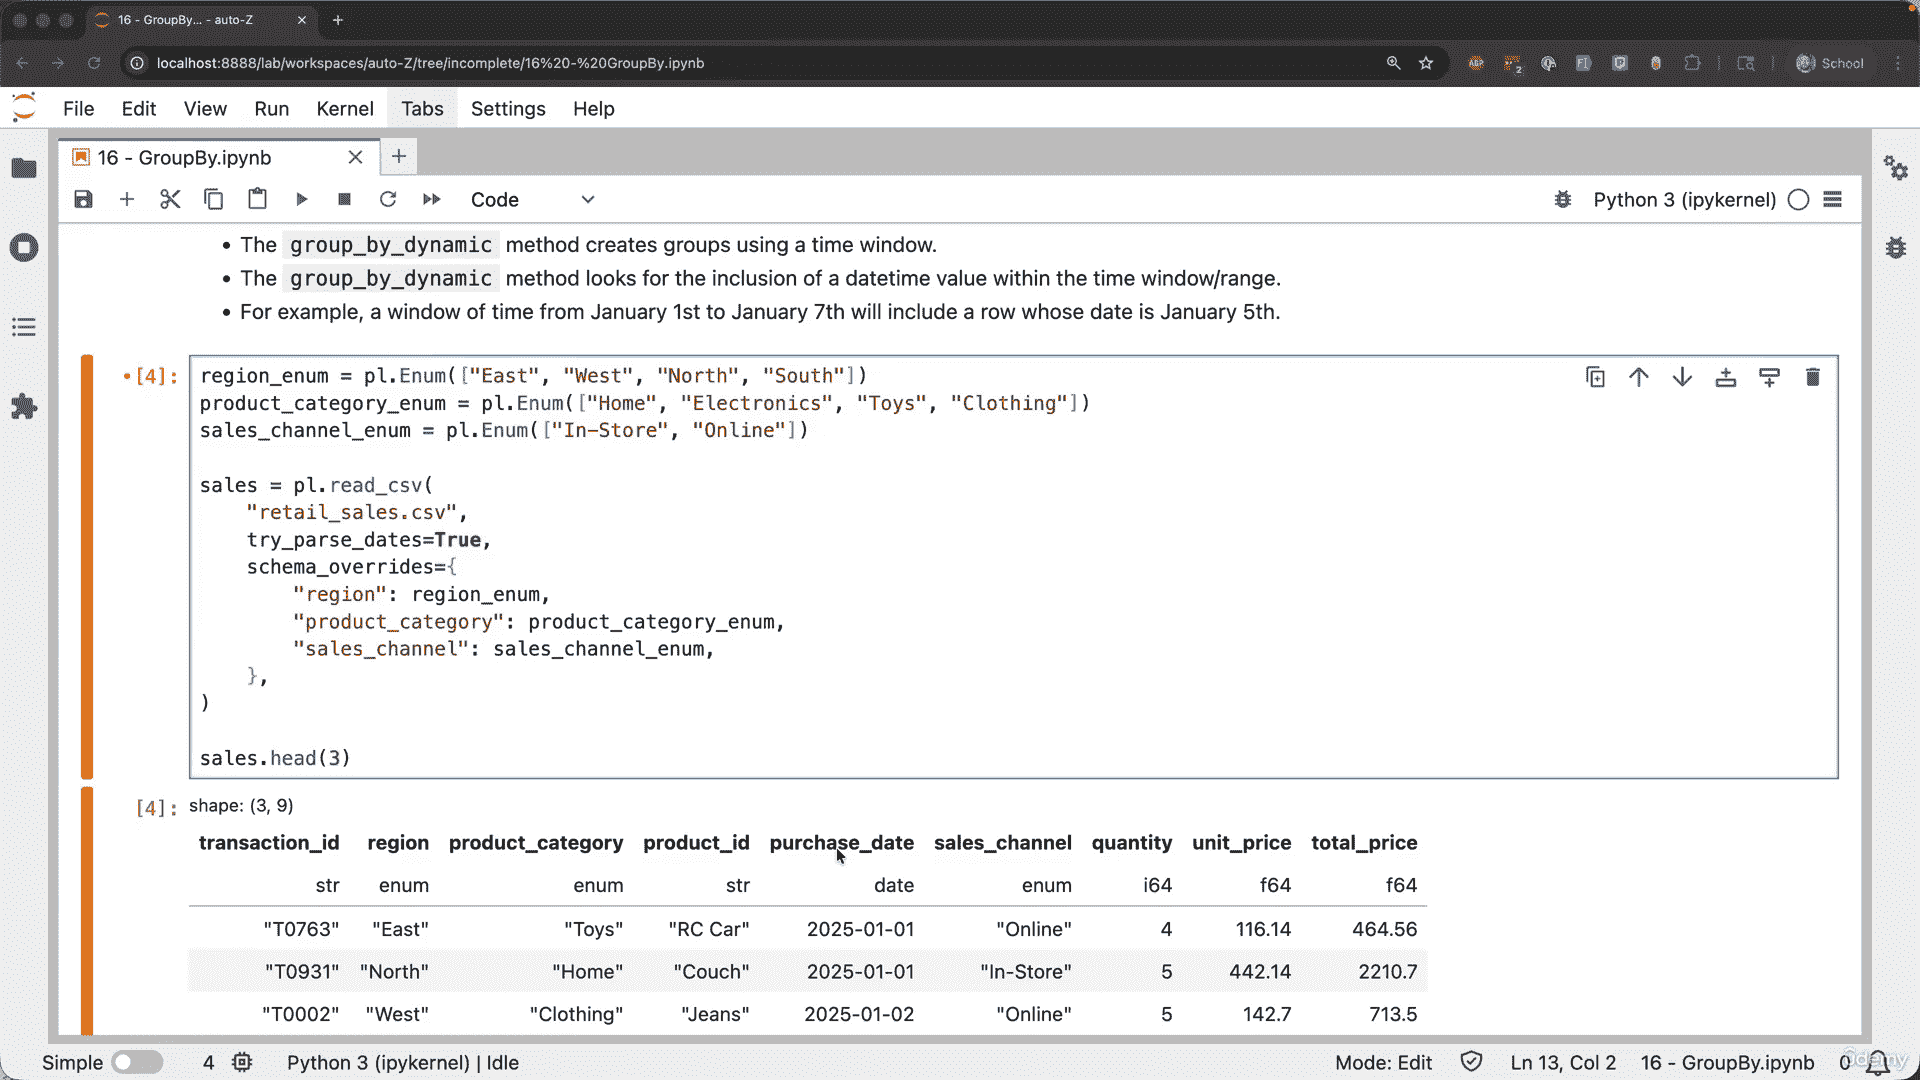 16 - GroupBy... - auto-Z
localhost:8888/lab/workspaces/auto-Z/tree/incomplete/16%20-%20GroupBy.ipynb
School
File Edit View Run Kernel Tabs Settings Help
16 - GroupBy.ipynb
Code
Python 3 (ipykernel)
• The group_by_dynamic method creates groups using a time window.
• The group_by_dynamic method looks for the inclusion of a datetime value within the time window/range.
• For example, a window of time from January 1st to January 7th will include a row whose date is January 5th.
•[4]: region_enum = pl.Enum(["East", "West", "North", "South"])
product_category_enum = pl.Enum(["Home", "Electronics", "Toys", "Clothing"])
sales_channel_enum = pl.Enum(["In-Store", "Online"])
sales = pl.read_csv(
"retail_sales.csv",
try_parse_dates=True,
schema_overrides={
"region": region_enum,
"product_category": product_category_enum,
"sales_channel": sales_channel_enum,
},
)
sales.head(3)
[4]: shape: (3, 9)
transaction_id region product_category product_id purchase_date sales_channel quantity unit_price total_price
str enum enum str date enum i64 f64 f64
"T0763" "East" "Toys" "RC Car" 2025-01-01 "Online" 4 116.14 464.56
"T0931" "North" "Home" "Couch" 2025-01-01 "In-Store" 5 442.14 2210.7
"T0002" "West" "Clothing" "Jeans" 2025-01-02 "Online" 5 142.7 713.5
Simple 4 Python 3 (ipykernel) | Idle Mode: Edit Ln 13, Col 2 16 - GroupBy.ipynb 0
udemy